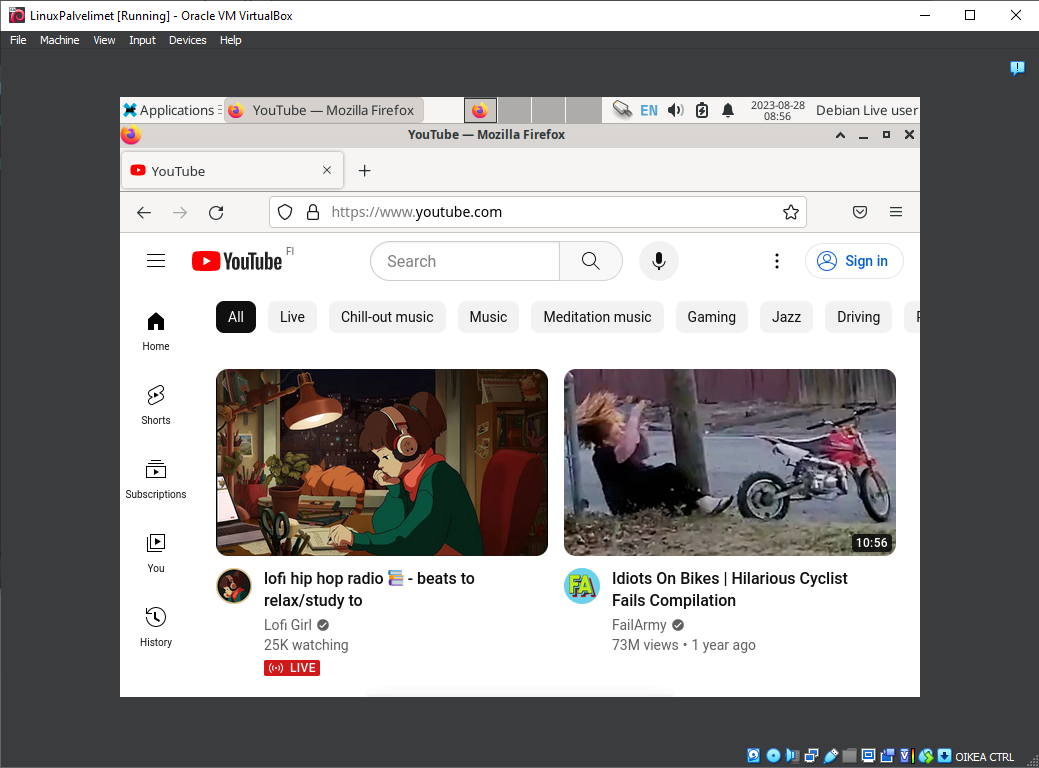 LinuxPalvelimet [Running] - Oracle VM VirtualBox
File Machine View Input Devices Help
Applications YouTube — Mozilla Firefox EN 2023-08-28 08:56 Debian Live user
YouTube — Mozilla Firefox
YouTube
https://www.youtube.com
YouTube FI Search Sign in
All Live Chill-out music Music Meditation music Gaming Jazz Driving
Home
Shorts
Subscriptions
You
History
lofi hip hop radio 📚 - beats to
relax/study to
Lofi Girl
25K watching
LIVE
10:56
FA
Idiots On Bikes | Hilarious Cyclist
Fails Compilation
FailArmy
73M views • 1 year ago
OIKEA CTRL